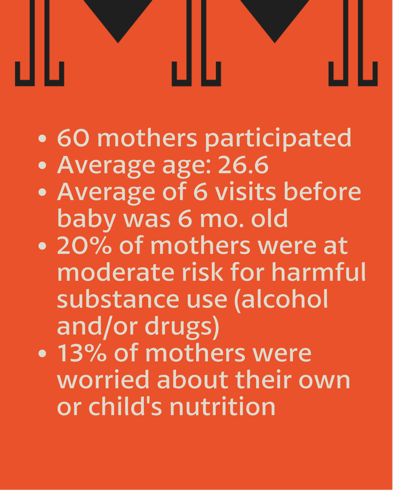 • 60 mothers participated
• Average age: 26.6
• Average of 6 visits before
baby was 6 mo. old
• 20% of mothers were at
moderate risk for harmful
substance use (alcohol
and/or drugs)
• 13% of mothers were
worried about their own
or child's nutrition